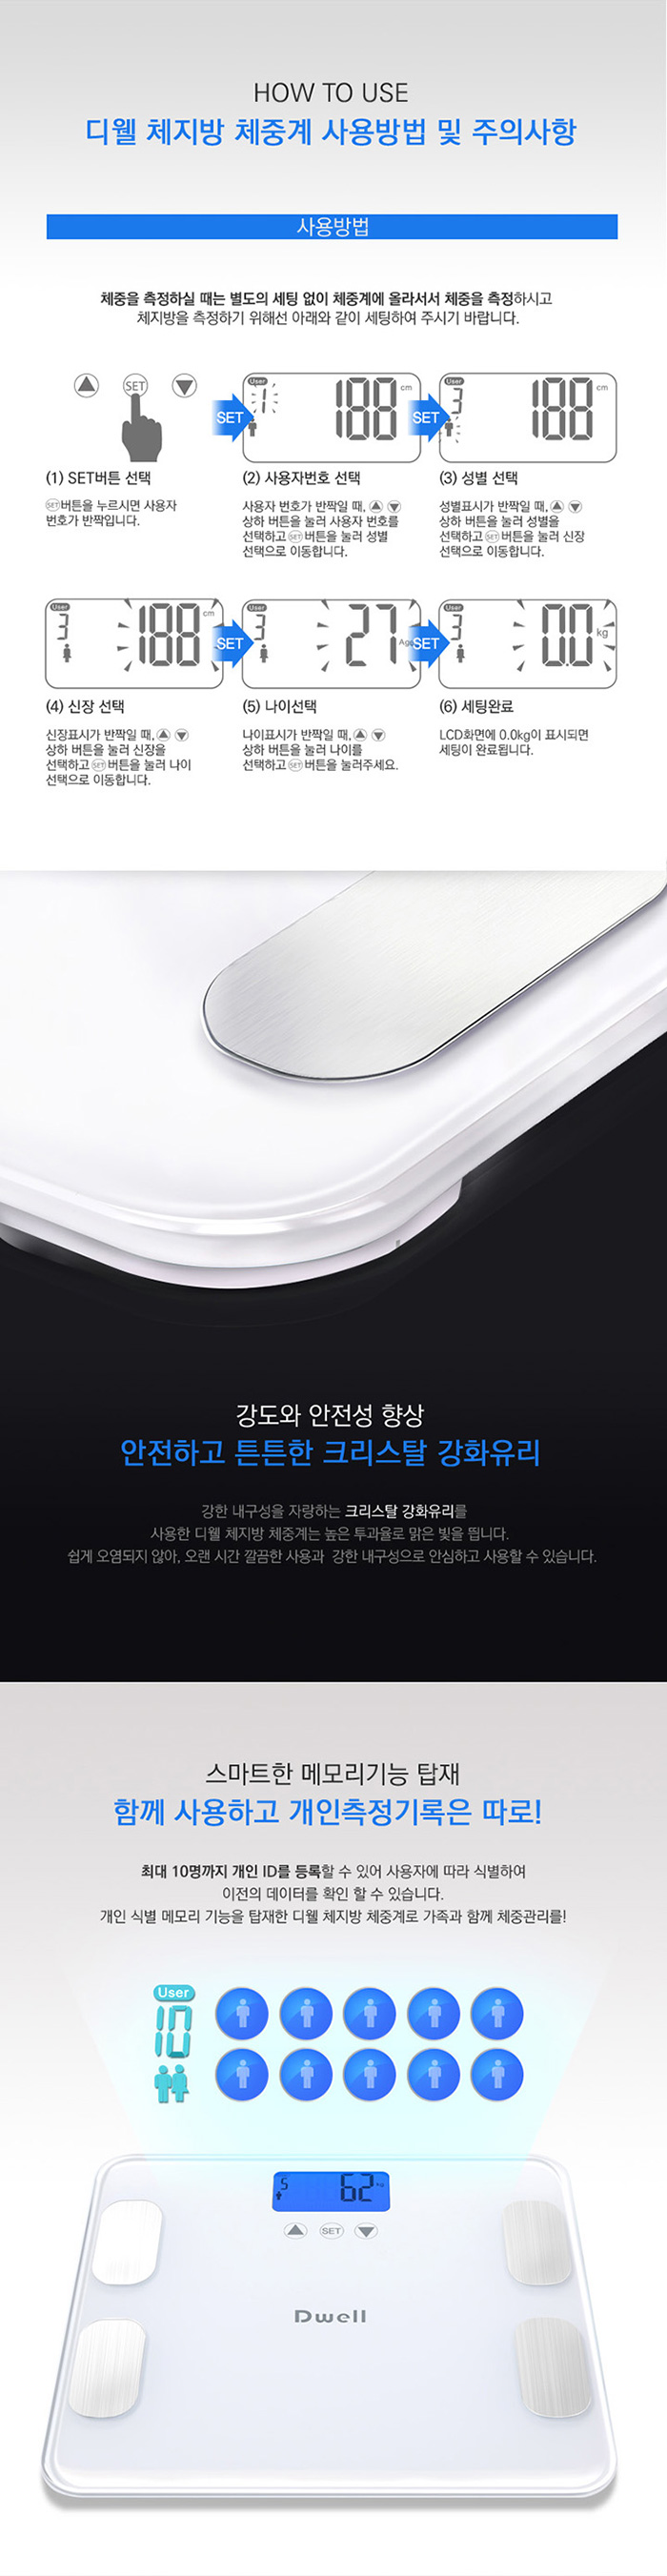 HOW TO USE
디웰 체지방 체중계 사용방법 및 주의사항
사용방법
체중을 측정하실 때는 별도의 세팅 없이 체중계에 올라서서 체중을 측정하시고
체지방을 측정하기 위해선 아래와 같이 세팅하여 주시기 바랍니다.
SET
SET
User
1
188 cm
SET
User
3
188 cm
(1) SET버튼 선택
SET버튼을 누르시면 사용자
번호가 반짝입니다.
(2) 사용자번호 선택
사용자 번호가 반짝일 때, ▲ ▼
상하 버튼을 눌러 사용자 번호를
선택하고 SET 버튼을 눌러 성별
선택으로 이동합니다.
(3) 성별 선택
성별표시가 반짝일 때, ▲ ▼
상하 버튼을 눌러 성별을
선택하고 SET 버튼을 눌러 신장
선택으로 이동합니다.
User
3
188 cm
SET
User
3
27 Age
SET
User
3
0.0 kg
(4) 신장 선택
신장표시가 반짝일 때, ▲ ▼
상하 버튼을 눌러 신장을
선택하고 SET 버튼을 눌러 나이
선택으로 이동합니다.
(5) 나이선택
나이표시가 반짝일 때, ▲ ▼
상하 버튼을 눌러 나이를
선택하고 SET 버튼을 눌러주세요.
(6) 세팅완료
LCD화면에 0.0kg이 표시되면
세팅이 완료됩니다.
강도와 안전성 향상
안전하고 튼튼한 크리스탈 강화유리
강한 내구성을 자랑하는 크리스탈 강화유리를
사용한 디웰 체지방 체중계는 높은 투과율로 맑은 빛을 띕니다.
쉽게 오염되지 않아, 오랜 시간 깔끔한 사용과 강한 내구성으로 안심하고 사용할 수 있습니다.
스마트한 메모리기능 탑재
함께 사용하고 개인측정기록은 따로!
최대 10명까지 개인 ID를 등록할 수 있어 사용자에 따라 식별하여
이전의 데이터를 확인 할 수 있습니다.
개인 식별 메모리 기능을 탑재한 디웰 체지방 체중계로 가족과 함께 체중관리를!
User
10
5
62 kg
SET
Dwell